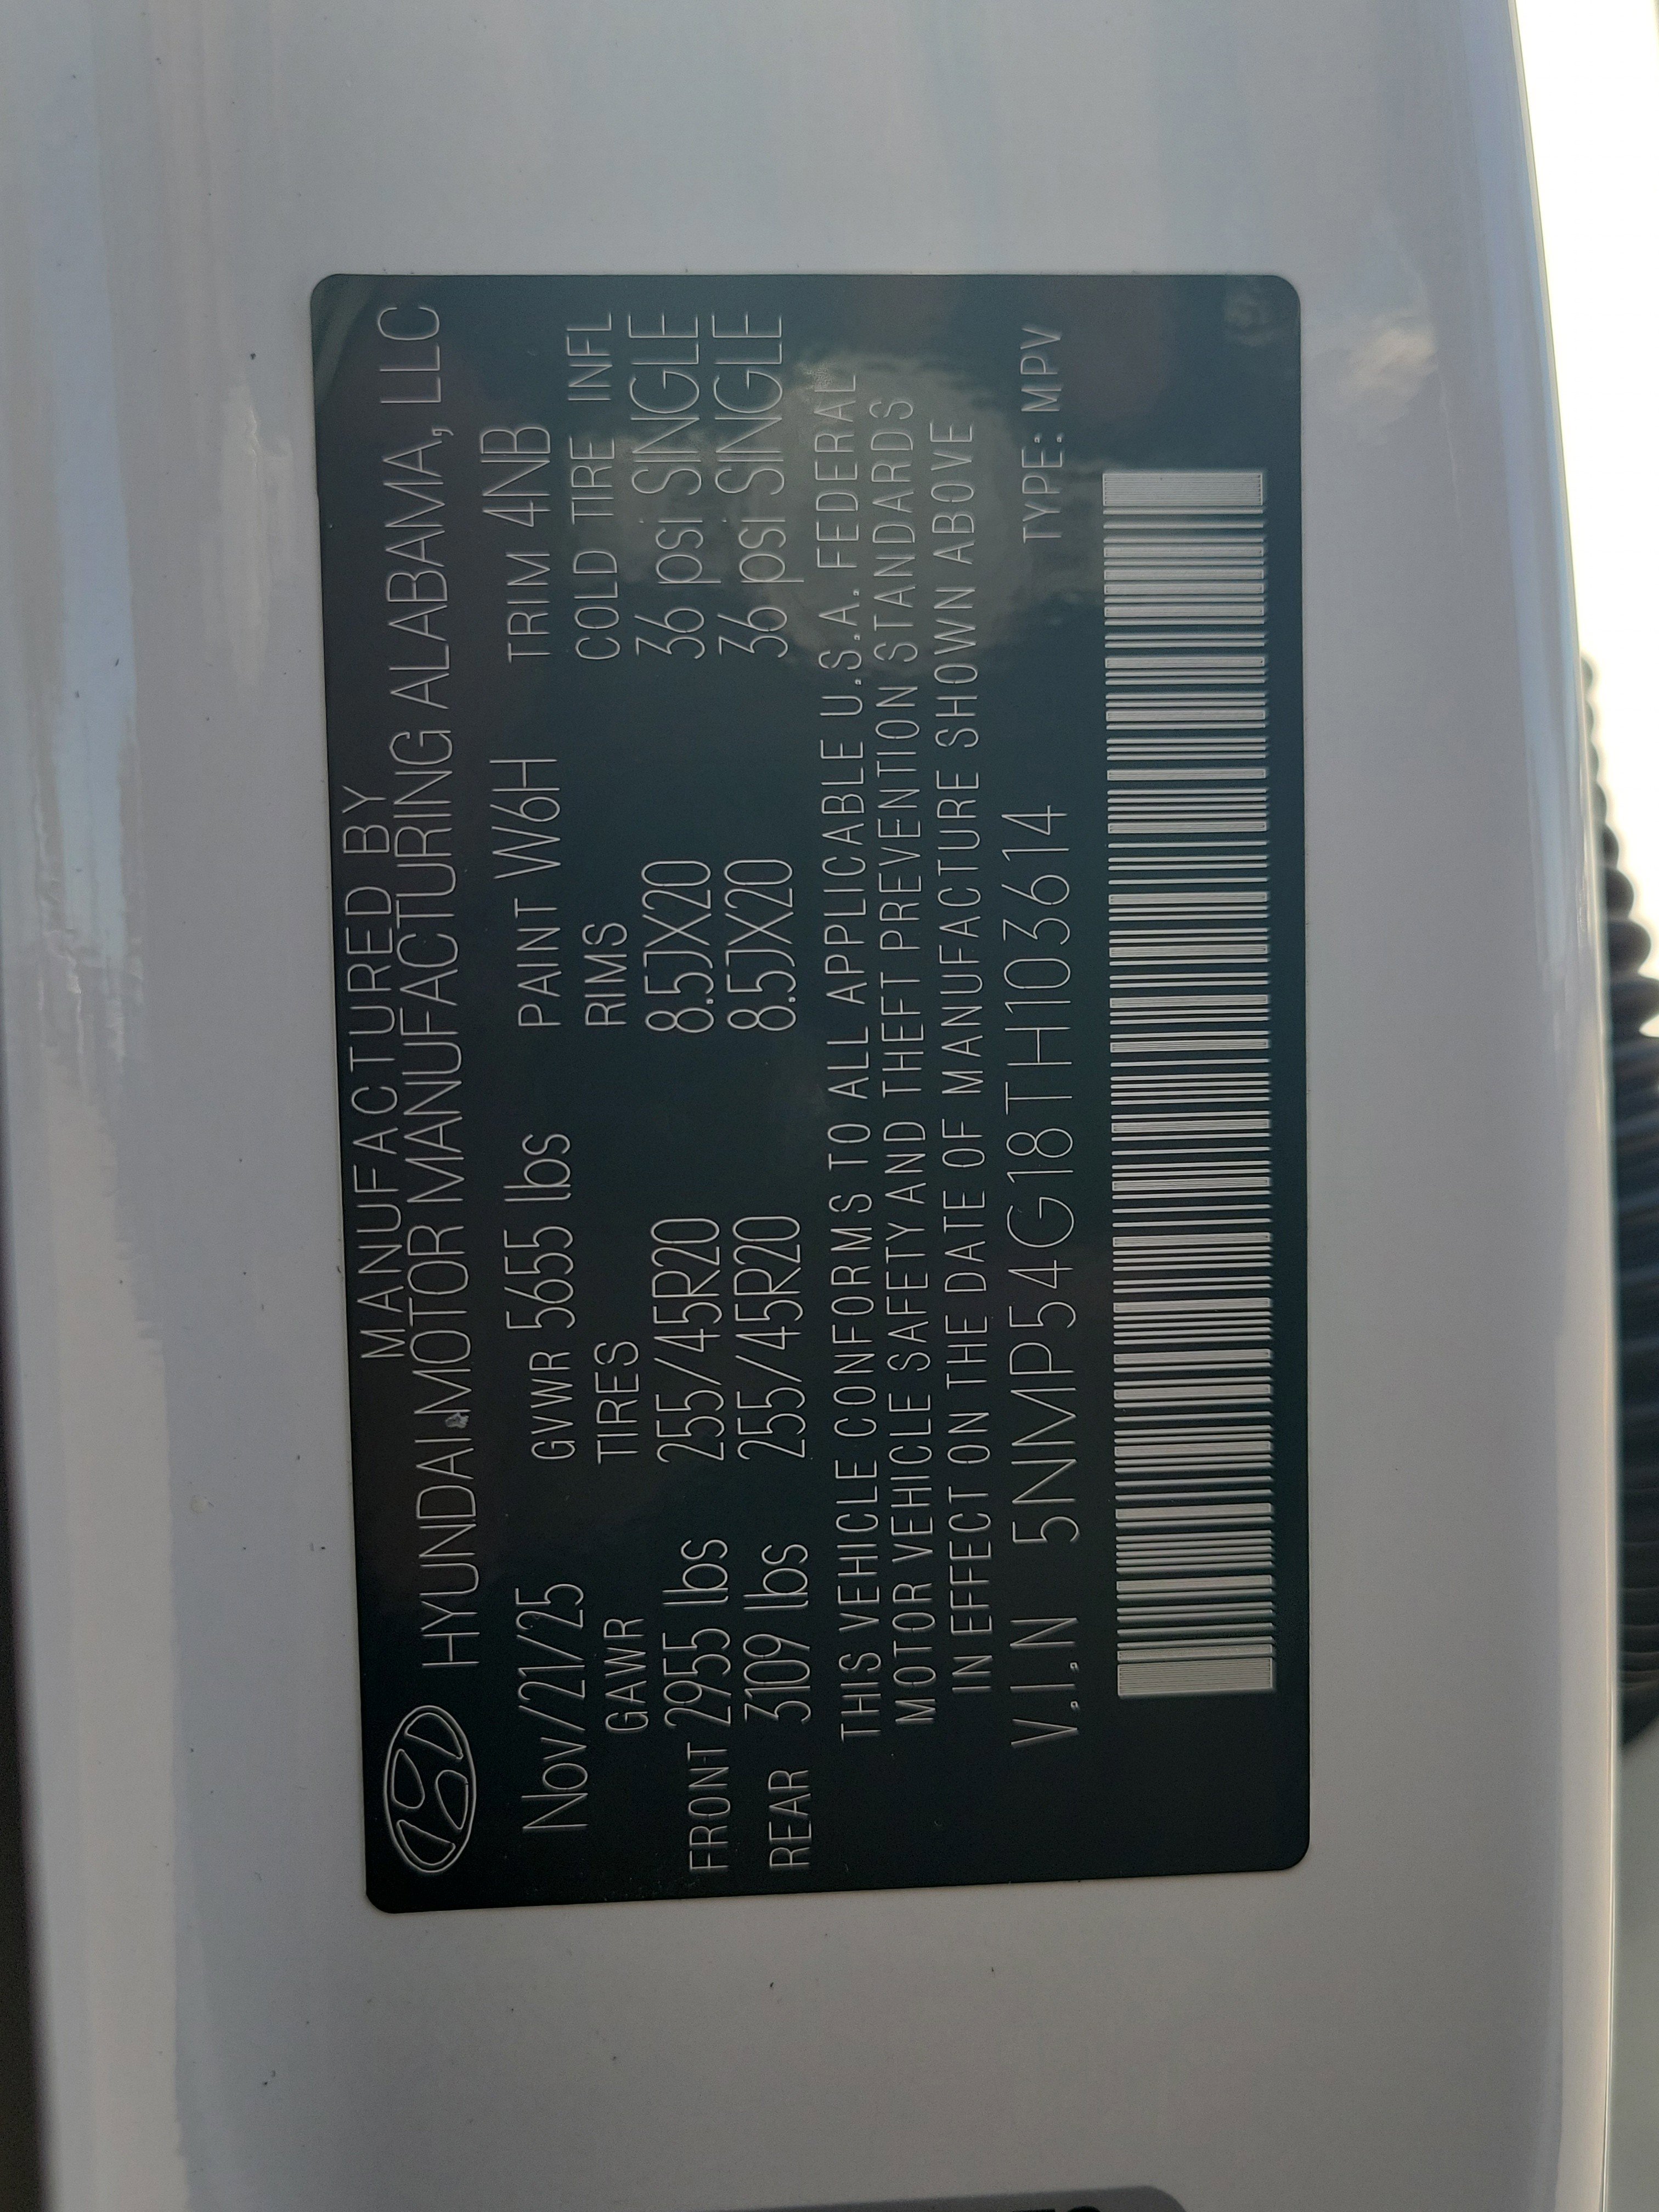 MANUFACTURED BY
HYUNDAI MOTOR MANUFACTURING ALABAMA, LLC
Nov/21/25 GVWR 5655 lbs PAINT W6H TRIM 4NB
GAWR TIRES RIMS COLD TIRE INFL
FRONT 2955 lbs 255/45R20 8.5JX20 36 psi SINGLE
REAR 3109 lbs 255/45R20 8.5JX20 36 psi SINGLE
THIS VEHICLE CONFORMS TO ALL APPLICABLE U.S.A. FEDERAL
MOTOR VEHICLE SAFETY AND THEFT PREVENTION STANDARDS
IN EFFECT ON THE DATE OF MANUFACTURE SHOWN ABOVE
V.I.N 5NMP54G18TH103614 TYPE: MPV